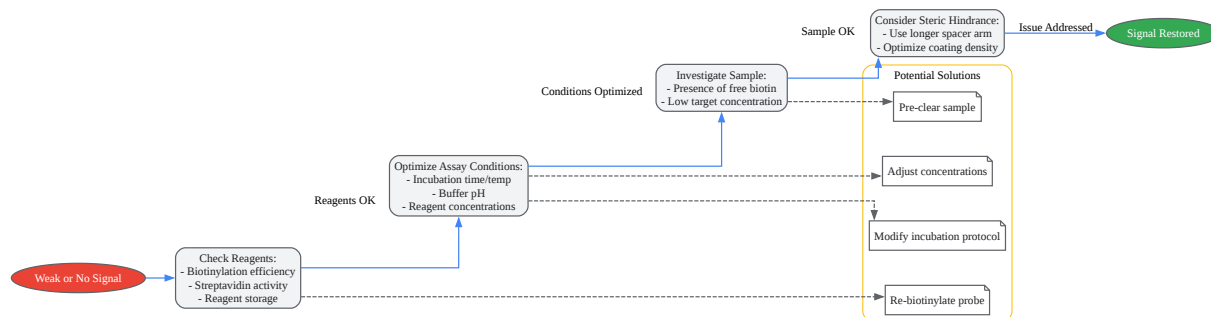 Weak or No Signal
Check Reagents:
- Biotinylation efficiency
- Streptavidin activity
- Reagent storage
Reagents OK
Optimize Assay Conditions:
- Incubation time/temp
- Buffer pH
- Reagent concentrations
Conditions Optimized
Investigate Sample:
- Presence of free biotin
- Low target concentration
Sample OK
Consider Steric Hindrance:
- Use longer spacer arm
- Optimize coating density
Issue Addressed
Signal Restored
Potential Solutions
Pre-clear sample
Adjust concentrations
Modify incubation protocol
Re-biotinylate probe